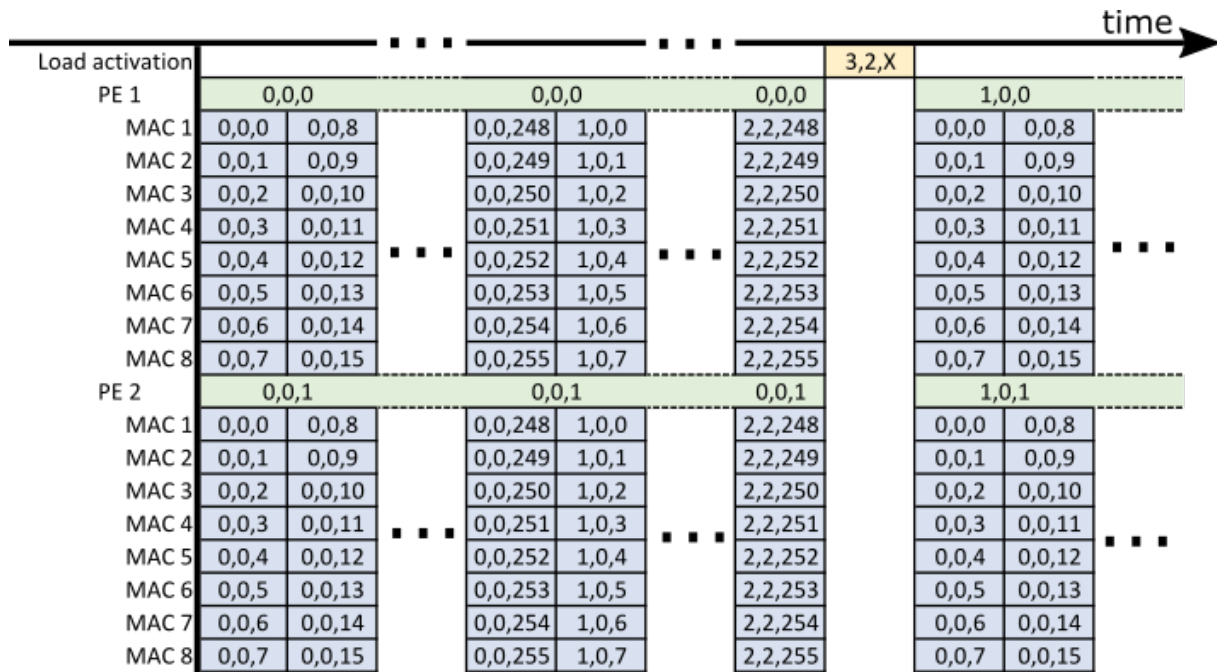 time
Load activation 3,2,X
PE 1 0,0,0 0,0,0 0,0,0 1,0,0
MAC 1 0,0,0 0,0,8 0,0,248 1,0,0 2,2,248 0,0,0 0,0,8
MAC 2 0,0,1 0,0,9 0,0,249 1,0,1 2,2,249 0,0,1 0,0,9
MAC 3 0,0,2 0,0,10 0,0,250 1,0,2 2,2,250 0,0,2 0,0,10
MAC 4 0,0,3 0,0,11 0,0,251 1,0,3 2,2,251 0,0,3 0,0,11
MAC 5 0,0,4 0,0,12 0,0,252 1,0,4 2,2,252 0,0,4 0,0,12
MAC 6 0,0,5 0,0,13 0,0,253 1,0,5 2,2,253 0,0,5 0,0,13
MAC 7 0,0,6 0,0,14 0,0,254 1,0,6 2,2,254 0,0,6 0,0,14
MAC 8 0,0,7 0,0,15 0,0,255 1,0,7 2,2,255 0,0,7 0,0,15
PE 2 0,0,1 0,0,1 0,0,1 1,0,1
MAC 1 0,0,0 0,0,8 0,0,248 1,0,0 2,2,248 0,0,0 0,0,8
MAC 2 0,0,1 0,0,9 0,0,249 1,0,1 2,2,249 0,0,1 0,0,9
MAC 3 0,0,2 0,0,10 0,0,250 1,0,2 2,2,250 0,0,2 0,0,10
MAC 4 0,0,3 0,0,11 0,0,251 1,0,3 2,2,251 0,0,3 0,0,11
MAC 5 0,0,4 0,0,12 0,0,252 1,0,4 2,2,252 0,0,4 0,0,12
MAC 6 0,0,5 0,0,13 0,0,253 1,0,5 2,2,253 0,0,5 0,0,13
MAC 7 0,0,6 0,0,14 0,0,254 1,0,6 2,2,254 0,0,6 0,0,14
MAC 8 0,0,7 0,0,15 0,0,255 1,0,7 2,2,255 0,0,7 0,0,15